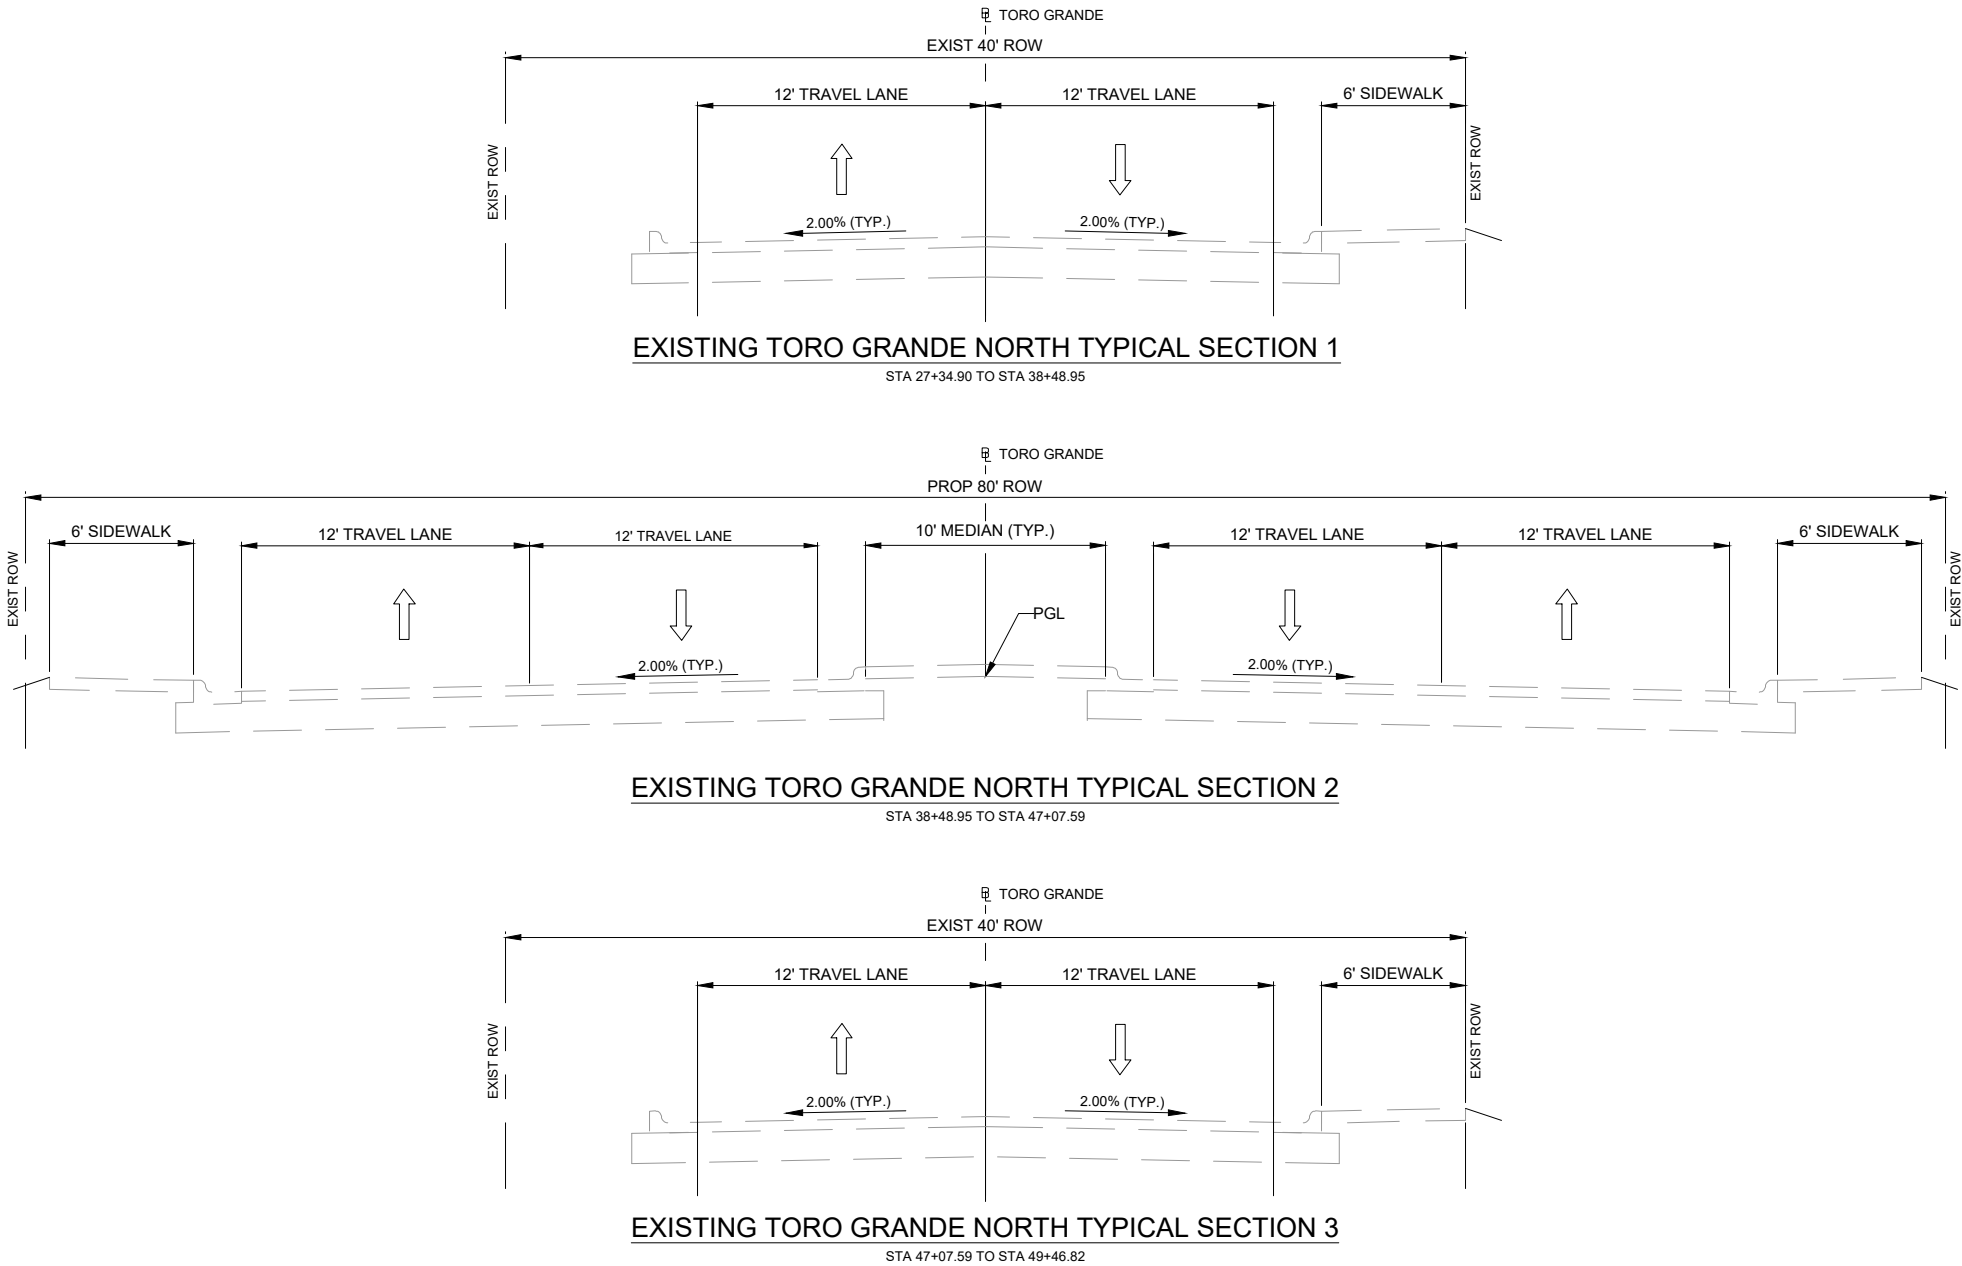 TORO GRANDE
EXIST 40' ROW
12' TRAVEL LANE
12' TRAVEL LANE
6' SIDEWALK
EXIST ROW
EXIST ROW
2.00% (TYP.)
2.00% (TYP.)
EXISTING TORO GRANDE NORTH TYPICAL SECTION 1
STA 27+34.90 TO STA 38+48.95
TORO GRANDE
PROP 80' ROW
6' SIDEWALK
12' TRAVEL LANE
12' TRAVEL LANE
10' MEDIAN (TYP.)
12' TRAVEL LANE
12' TRAVEL LANE
6' SIDEWALK
EXIST ROW
EXIST ROW
PGL
2.00% (TYP.)
2.00% (TYP.)
EXISTING TORO GRANDE NORTH TYPICAL SECTION 2
STA 38+48.95 TO STA 47+07.59
TORO GRANDE
EXIST 40' ROW
12' TRAVEL LANE
12' TRAVEL LANE
6' SIDEWALK
EXIST ROW
EXIST ROW
2.00% (TYP.)
2.00% (TYP.)
EXISTING TORO GRANDE NORTH TYPICAL SECTION 3
STA 47+07.59 TO STA 49+46.82